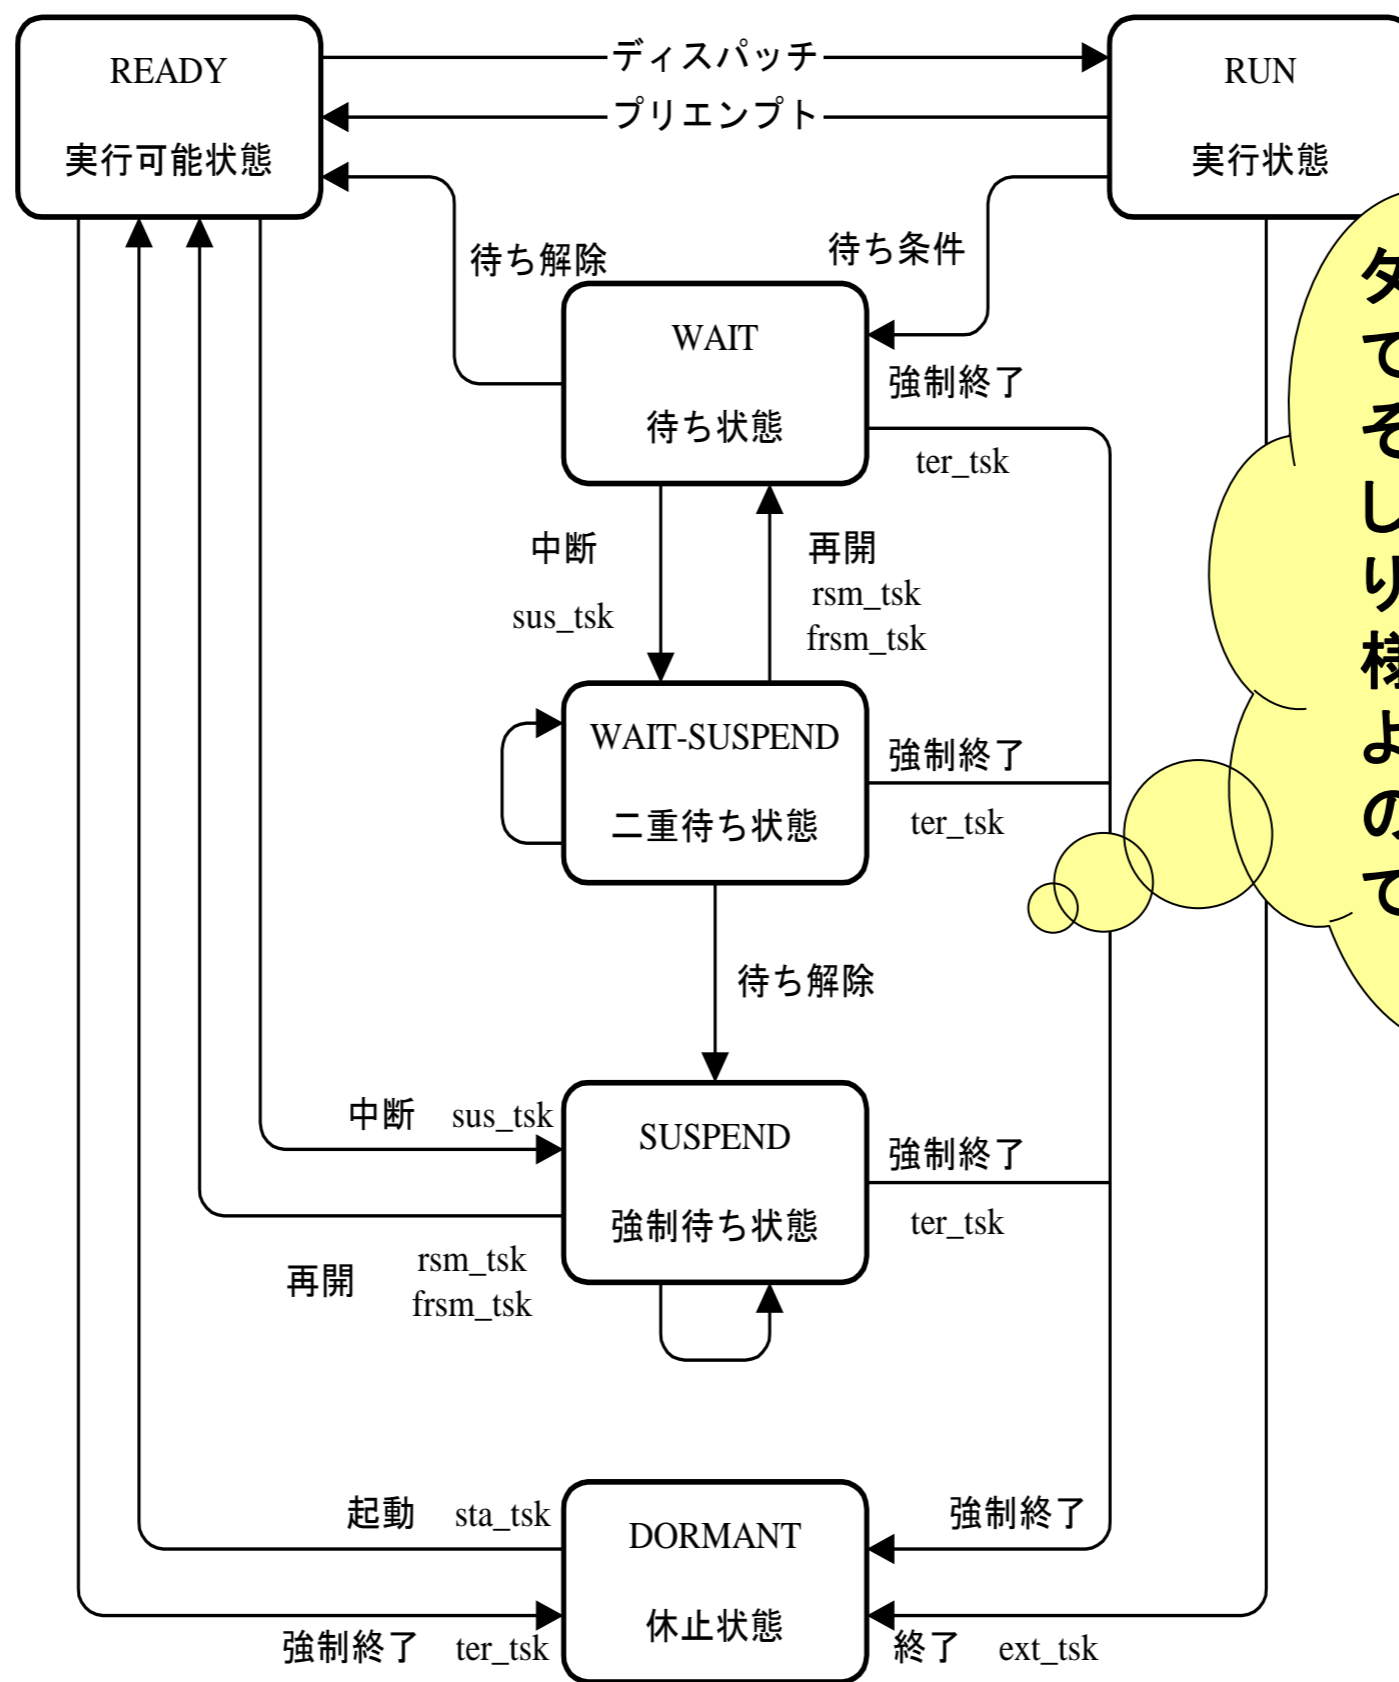 READY
実行可能状態
ディスパッチ
プリエンプト
RUN
実行状態
待ち解除
待ち条件
WAIT
待ち状態
強制終了
ter_tsk
中断
sus_tsk
再開
rsm_tsk
frsm_tsk
WAIT-SUSPEND
二重待ち状態
強制終了
ter_tsk
待ち解除
中断 sus_tsk
SUSPEND
強制待ち状態
強制終了
ter_tsk
再開
rsm_tsk
frsm_tsk
起動 sta_tsk
DORMANT
休止状態
強制終了
強制終了 ter_tsk
終了 ext_tsk
そ
し
り
様
よ